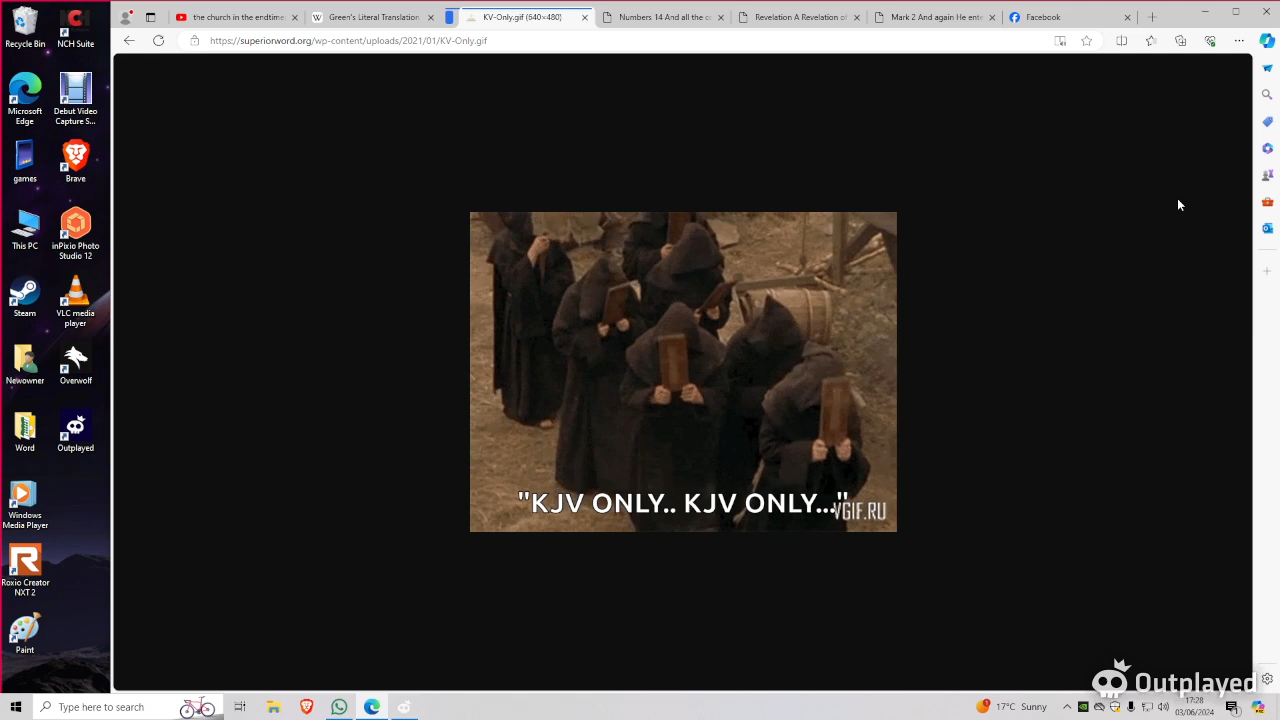 the church in the endtime
Green's Literal Translation
KV-Only.gif (640×480)
Numbers 14 And all the co
Revelation A Revelation of
Mark 2 And again He ente
Facebook
https://superiorword.org/wp-content/uploads/2021/01/KV-Only.gif
Recycle Bin
NCH Suite
Microsoft
Edge
Debut Video
Capture S...
games
Brave
This PC
inPixio Photo
Studio 12
Steam
VLC media
player
Newowner
Overwolf
Word
Outplayed
Windows
Media Player
Roxio Creator
NXT 2
Paint
"KJV ONLY.. KJV ONLY..."
VGIF.RU
Outplayed
Type here to search
17°C Sunny
17:28
03/06/2024